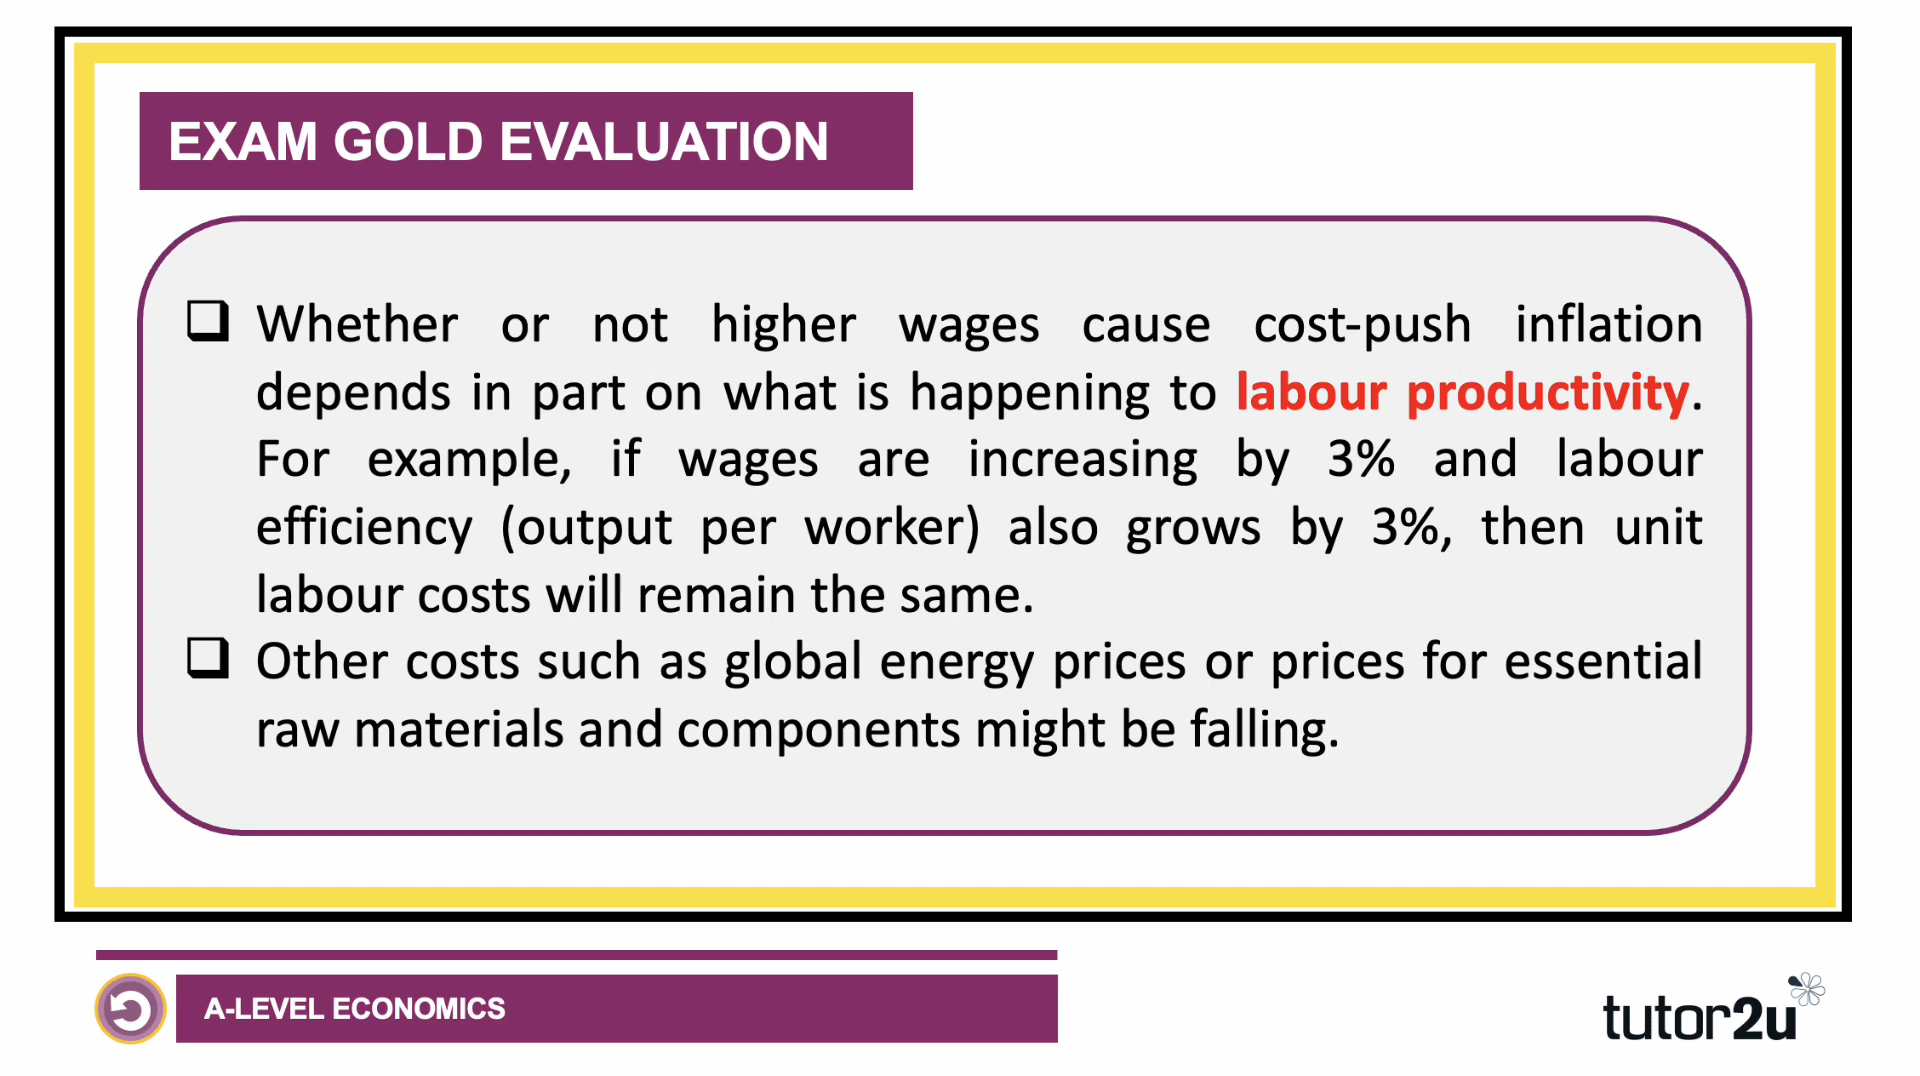 EXAM GOLD EVALUATION
Whether or not higher wages cause cost-push inflation
depends in part on what is happening to labour productivity.
For example, if wages are increasing by 3% and labour
efficiency (output per worker) also grows by 3%, then unit
labour costs will remain the same.
Other costs such as global energy prices or prices for essential
raw materials and components might be falling.
A-LEVEL ECONOMICS
tutor2u